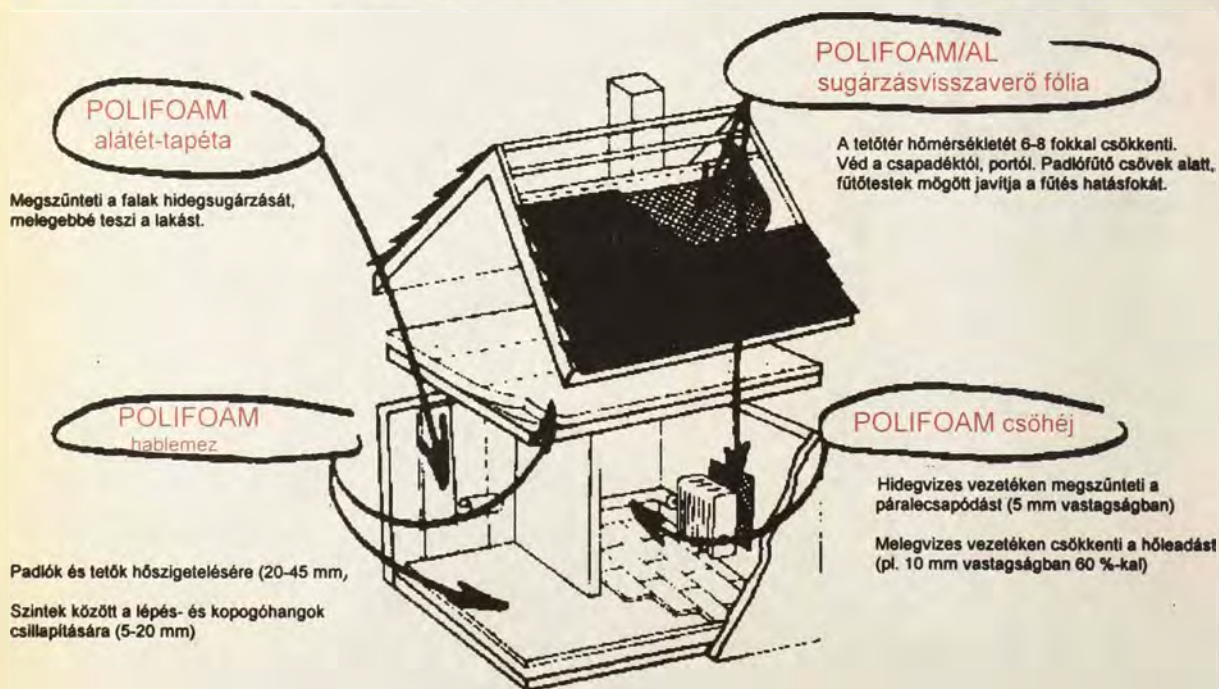 POLIFOAM
alátét-tapéta
Megszűnteti a falak hidegsugárzását,
melegebbé teszi a lakást.
POLIFOAM/AL
sugárzásvisszaverő fólia
A tetőtér hőmérsékletét 6-8 fokkal csökkenti.
Véd a csapadéktól, portól. Padlófűtő csövek alatt,
fűtőtestek mögött javítja a fűtés hatásfokát.
POLIFOAM
hablemez
Padlók és tetők hőszigetelésére (20-45 mm,
Szintek között a lépés- és kopogóhangok
csillapítására (5-20 mm)
POLIFOAM csőhéj
Hidegvizes vezetéken megszűnteti a
páralecsapódást (5 mm vastagságban)
Melegvizes vezetéken csökkenti a hőleadást
(pl. 10 mm vastagságban 60 %-kal)